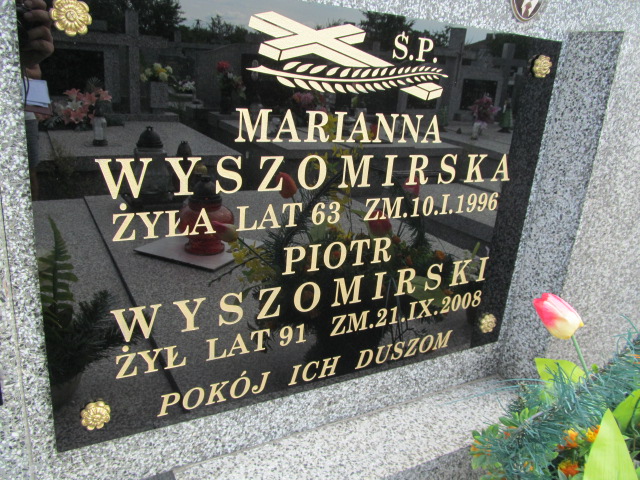 Ś.P.
MARIANNA
WYSZOMIRSKA
ŻYŁA LAT 63 ZM.10.I.1996
PIOTR
WYSZOMIRSKI
ŻYŁ LAT 91 ZM.21.IX.2008
POKÓJ ICH DUSZOM